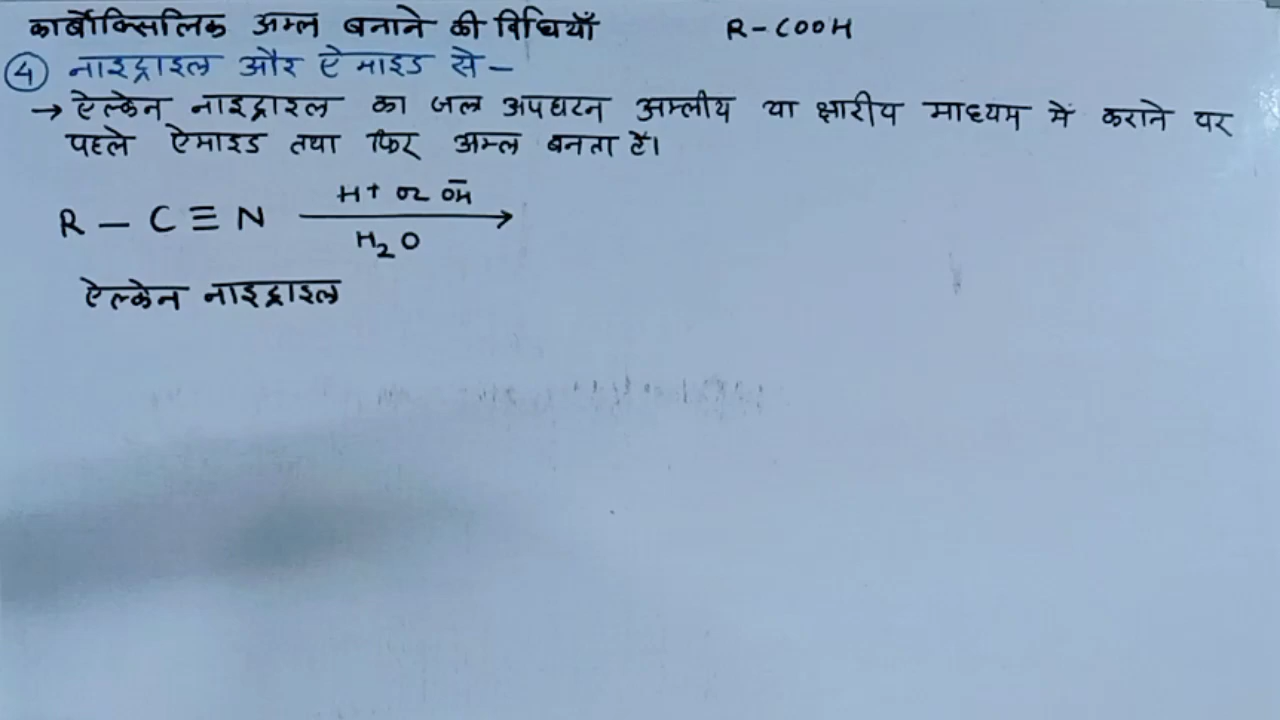 कार्बोक्सिलिक अम्ल बनाने की विधियाँ R-COOH
④ नाइट्राइल और ऐमाइड से -
→ ऐल्केन नाइट्राइल का जल अपघटन अम्लीय या क्षारीय माध्यम में कराने पर
पहले ऐमाइड तथा फिर अम्ल बनता है।
R — C ≡ N H+ or OH⁻ H₂O →
ऐल्केन नाइट्राइल